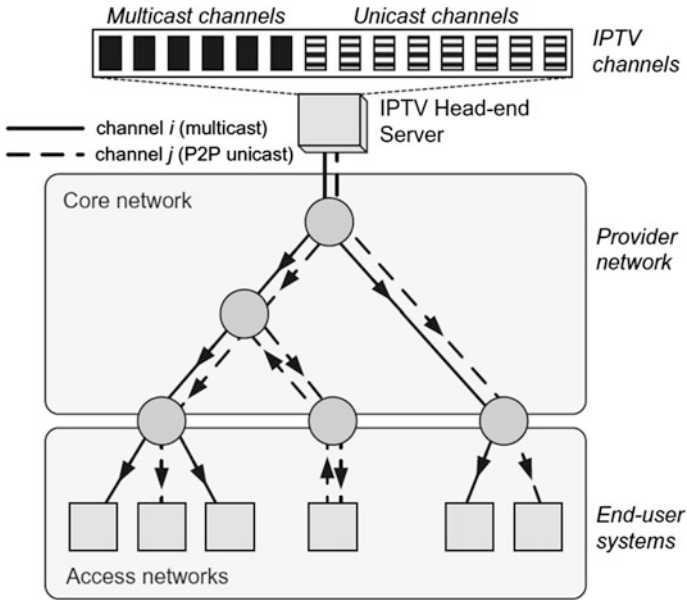 Multicast channels
Unicast channels
IPTV
channels
IPTV Head-end
Server
channel i (multicast)
channel j (P2P unicast)
Core network
Provider
network
End-user
systems
Access networks